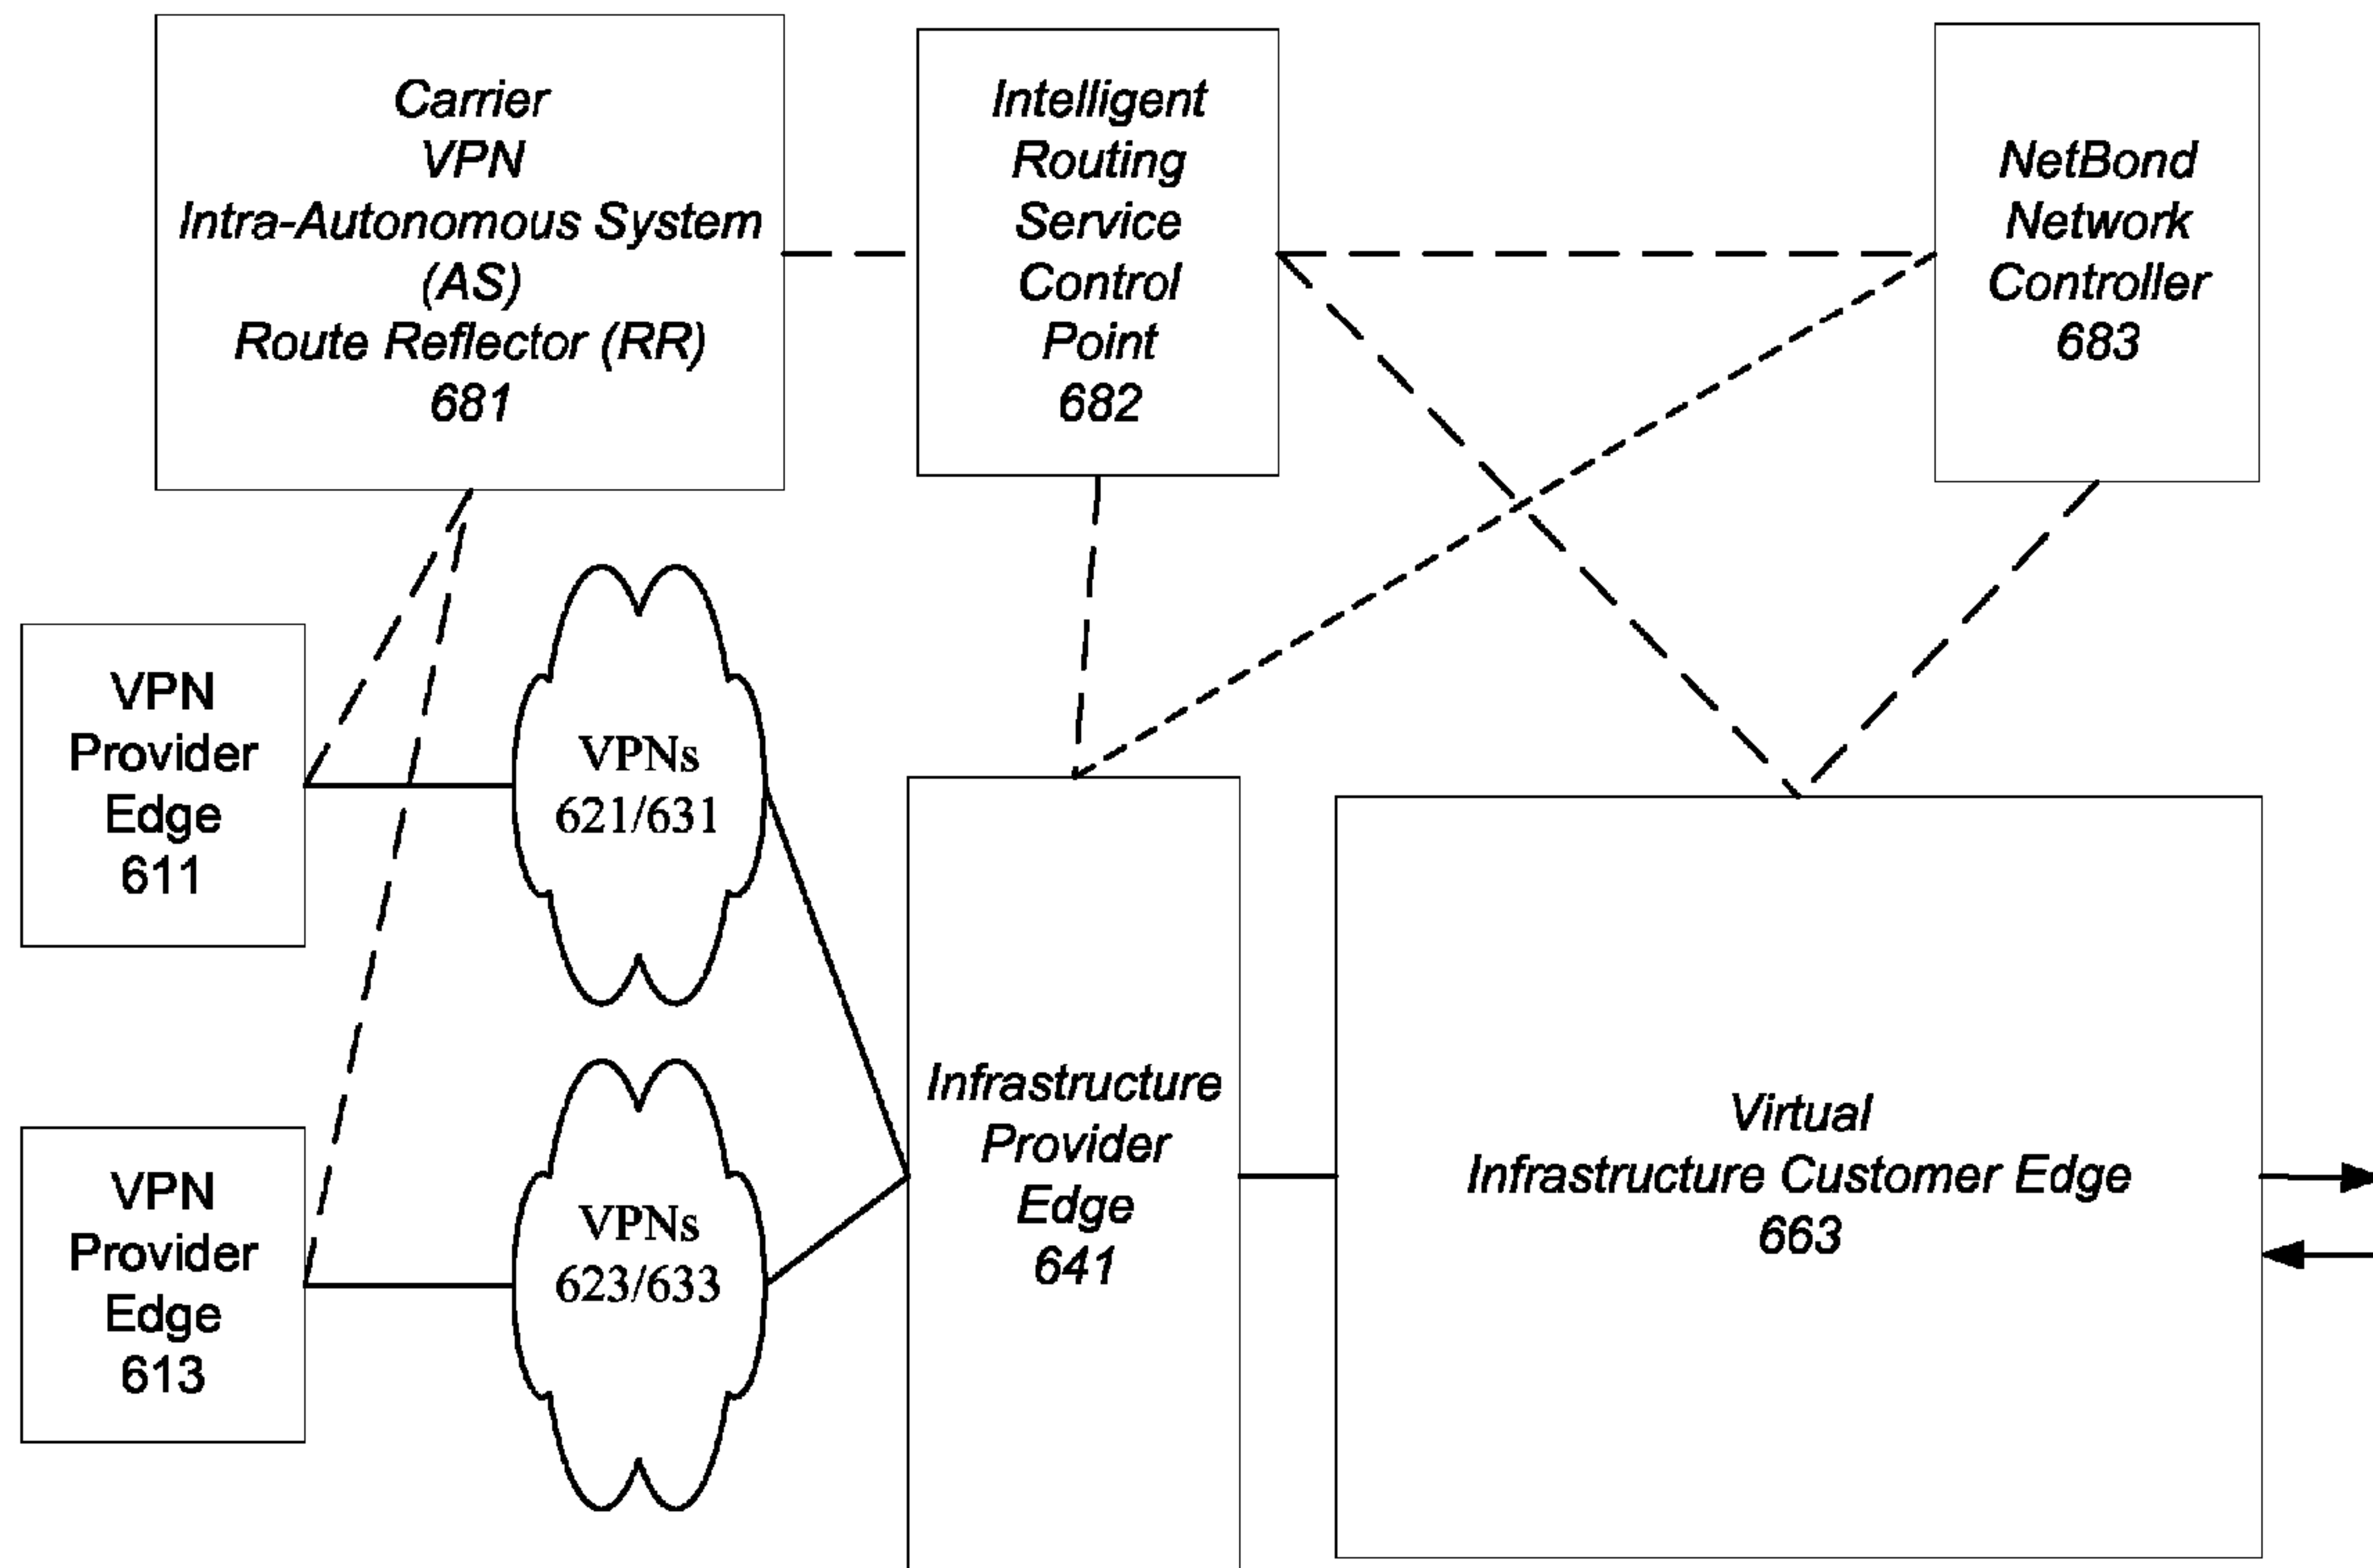 Carrier
VPN
Intra-Autonomous System
(AS)
Route Reflector (RR)
681
Intelligent
Routing
Service
Control
Point
682
NetBond
Network
Controller
683
VPN
Provider
Edge
611
VPNs
621/631
VPN
Provider
Edge
613
VPNs
623/633
Infrastructure
Provider
Edge
641
Virtual
Infrastructure Customer Edge
663